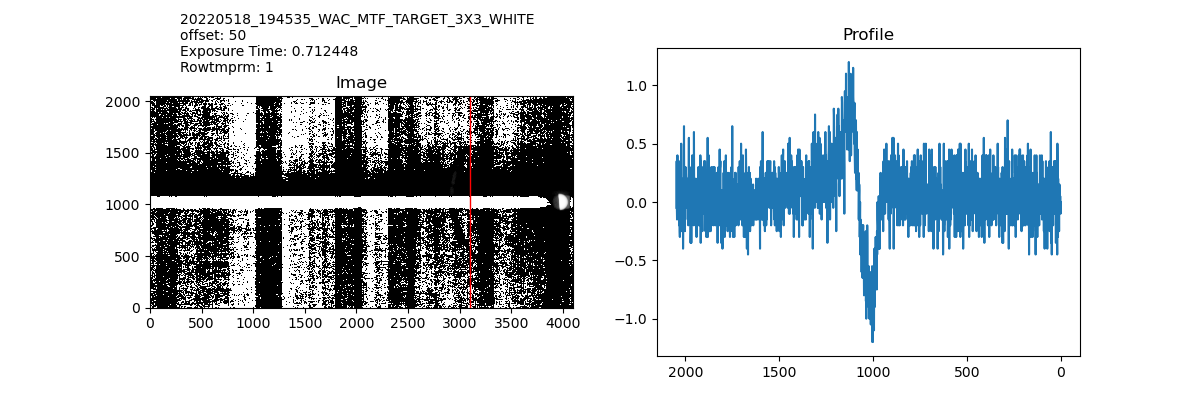 20220518_194535_WAC_MTF_TARGET_3X3_WHITE
offset: 50
Exposure Time: 0.712448
Rowtmprm: 1
Image
2000
1500
1000
500
0
0 500 1000 1500 2000 2500 3000 3500 4000
Profile
1.0
0.5
0.0
−0.5
−1.0
2000 1500 1000 500 0